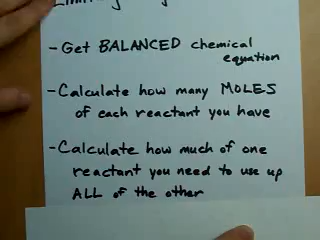 - Get BALANCED chemical
equation
- Calculate how many MOLES
of each reactant you have
- Calculate how much of one
reactant you need to use up
ALL of the other